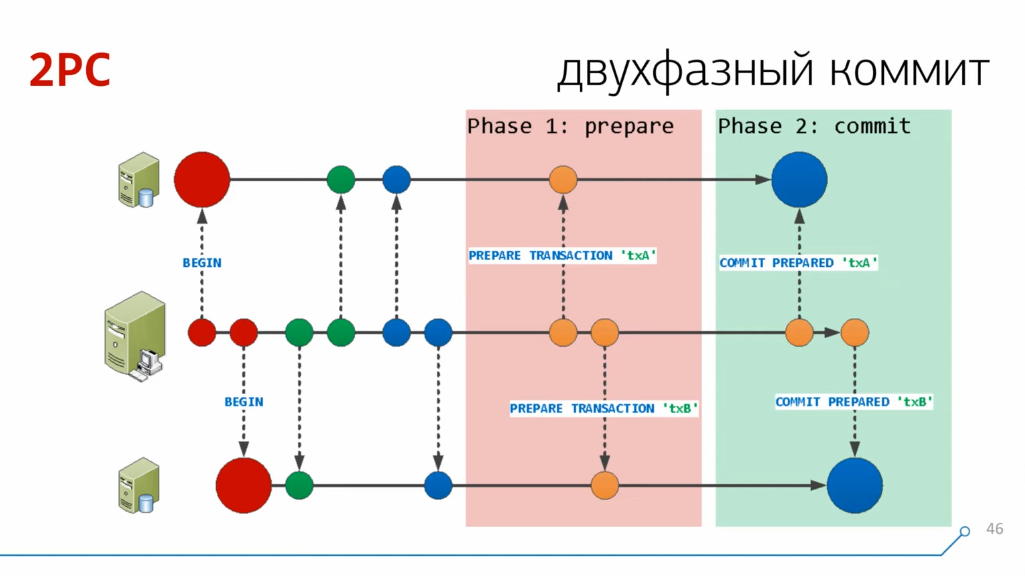 2PC
двухфазный коммит
Phase 1: prepare
Phase 2: commit
BEGIN
PREPARE TRANSACTION 'txA'
COMMIT PREPARED 'txA'
BEGIN
PREPARE TRANSACTION 'txB'
COMMIT PREPARED 'txB'
46